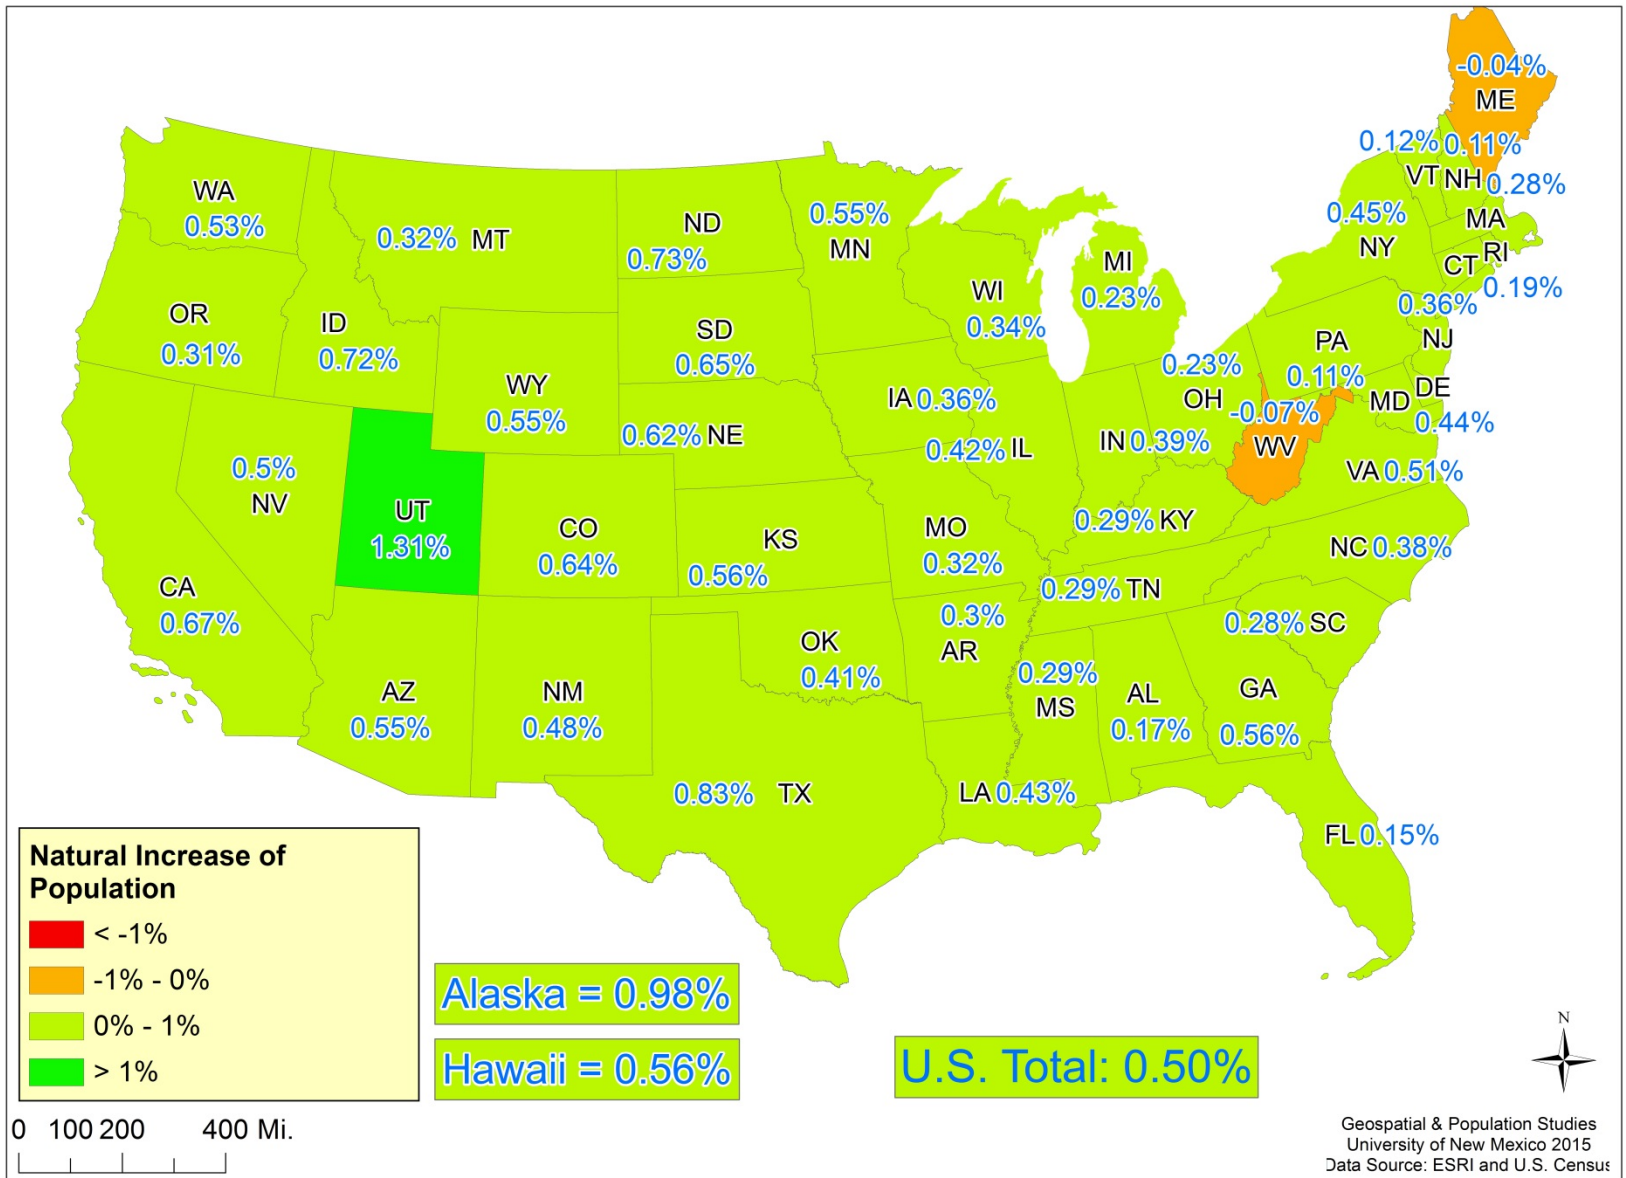 -0.04%
ME
0.12%
0.11%
VT
NH
0.28%
WA
0.53%
0.32% MT
ND
0.73%
0.55%
MN
0.45%
NY
MA
RI
CT
0.19%
WI
0.34%
MI
0.23%
0.36%
NJ
OR
0.31%
ID
0.72%
SD
0.65%
PA
0.11%
WY
0.55%
0.23%
OH
DE
MD
0.44%
IA 0.36%
-0.07%
WV
0.62% NE
0.42% IL
IN 0.39%
VA 0.51%
0.5%
NV
UT
1.31%
CO
0.64%
KS
0.56%
MO
0.32%
0.29% KY
NC 0.38%
CA
0.67%
0.29% TN
0.3%
AR
0.28% SC
OK
0.41%
AZ
0.55%
NM
0.48%
0.29%
MS
AL
0.17%
GA
0.56%
0.83% TX
LA 0.43%
FL 0.15%
Natural Increase of
Population
< -1%
-1% - 0%
0% - 1%
> 1%
Alaska = 0.98%
Hawaii = 0.56%
U.S. Total: 0.50%
N
0 100 200 400 Mi.
Geospatial & Population Studies
University of New Mexico 2015
Data Source: ESRI and U.S. Census